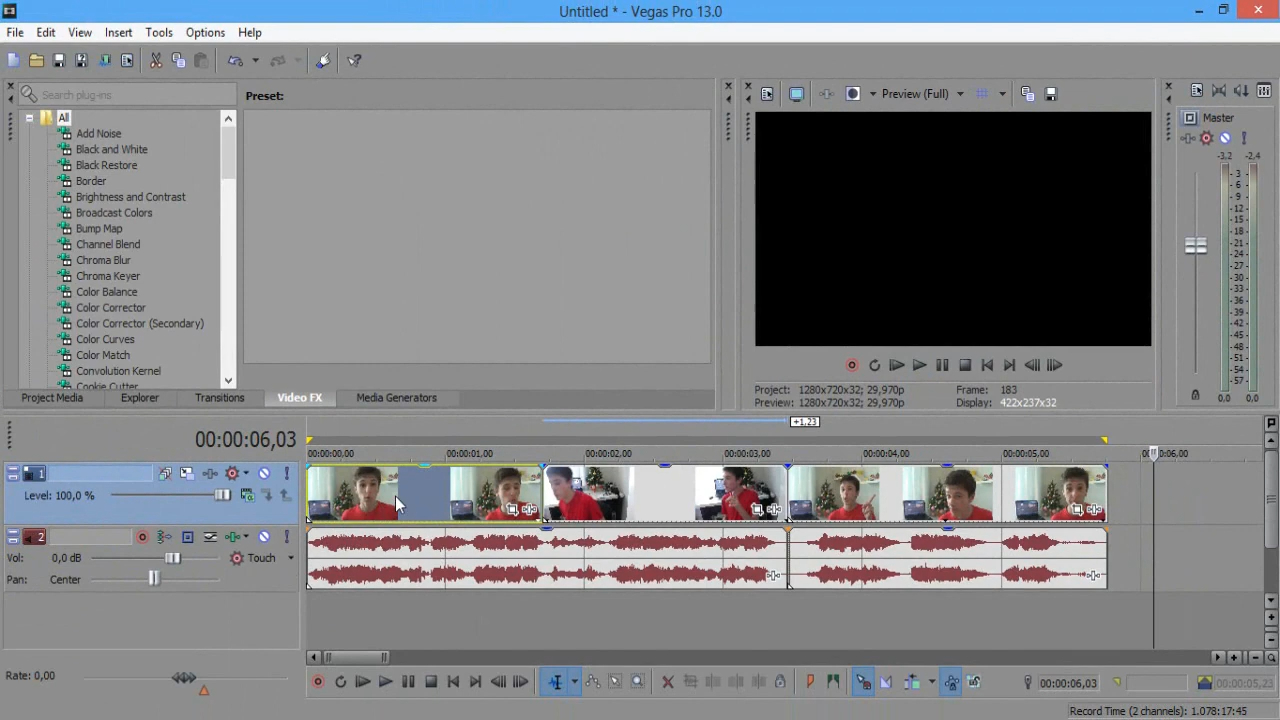 Untitled * - Vegas Pro 13.0
File Edit View Insert Tools Options Help
Search plug-ins
Preset:
All
Add Noise
Black and White
Black Restore
Border
Brightness and Contrast
Broadcast Colors
Bump Map
Channel Blend
Chroma Blur
Chroma Keyer
Color Balance
Color Corrector
Color Corrector (Secondary)
Color Curves
Color Match
Convolution Kernel
Cookie Cutter
Project Media Explorer Transitions Video FX Media Generators
Preview (Full)
Project: 1280x720x32; 29,970p Frame: 183
Preview: 1280x720x32; 29,970p Display: 422x237x32
Master
-3,2 -2,4
3
6
9
12
15
18
21
24
27
30
33
36
39
42
45
48
51
54
57
0,0 0,0
00:00:06,03
+1,23
00:00:00,00 00:00:01,00 00:00:02,00 00:00:03,00 00:00:04,00 00:00:05,00 00:00:06,00
1
Level: 100,0 %
2
Vol: 0,0 dB Touch
Pan: Center
Rate: 0,00
00:00:06,03 00:00:05,23
Record Time (2 channels): 1.078:17:45